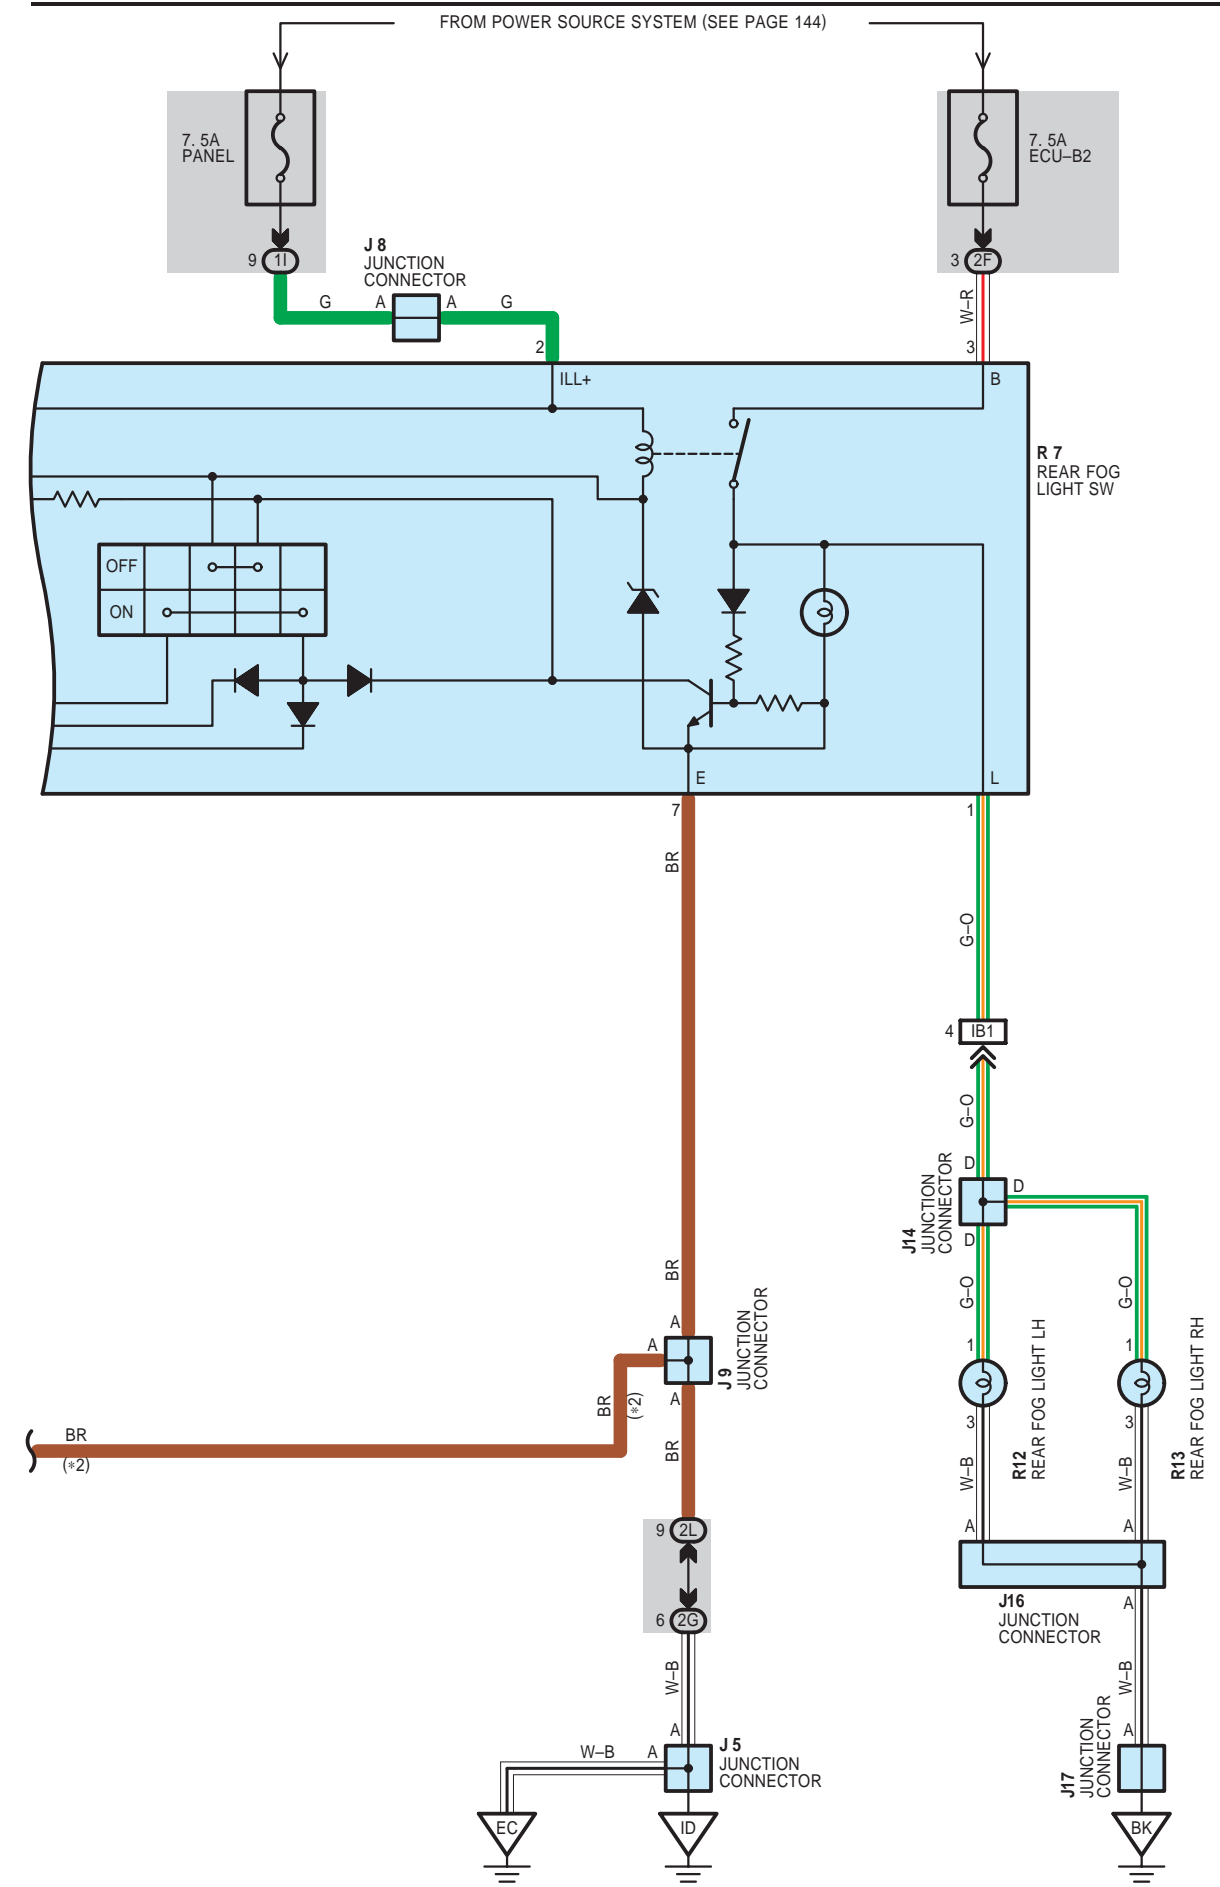 FROM POWER SOURCE SYSTEM (SEE PAGE 144)
7. 5A
PANEL
7. 5A
ECU–B2
9 1I
3 2F
J 8
JUNCTION
CONNECTOR
G A A G
W–R
2
3
ILL+
B
R 7
REAR FOG
LIGHT SW
OFF
ON
E
L
7
1
BR
G–O
4 IB1
G–O
D
D
D
J14
JUNCTION
CONNECTOR
BR
G–O
G–O
A
A
A
J 9
JUNCTION
CONNECTOR
1
1
R12
REAR FOG LIGHT LH
R13
REAR FOG LIGHT RH
BR
(*2)
BR
(*2)
BR
3
3
W–B
W–B
A
A
9 2L
6 2G
J16
JUNCTION
CONNECTOR
A
W–B
W–B
A
A
W–B A
J 5
JUNCTION
CONNECTOR
J17
JUNCTION
CONNECTOR
EC
ID
BK